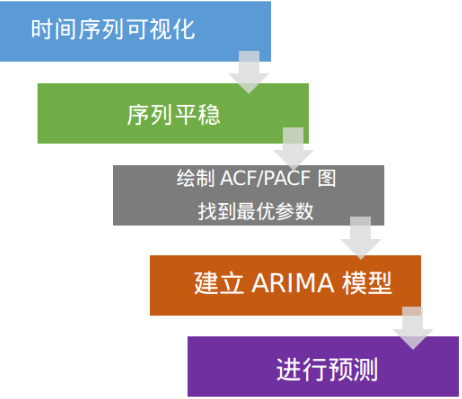 时间序列可视化
序列平稳
绘制 ACF/PACF 图
找到最优参数
建立 ARIMA 模型
进行预测